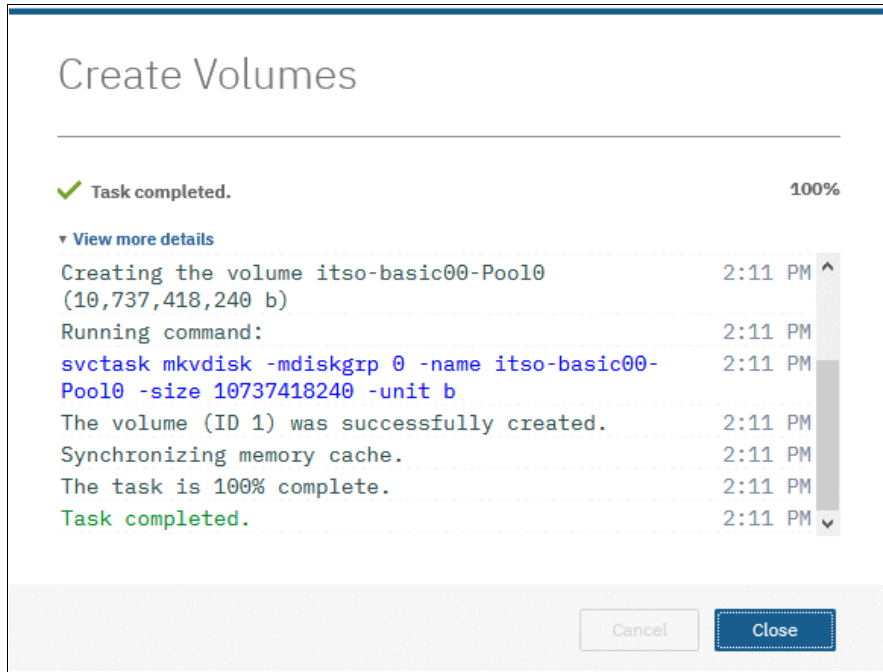 Create Volumes
Task completed. 100%
View more details
Creating the volume itso-basic00-Pool0 2:11 PM
(10,737,418,240 b)
Running command: 2:11 PM
svctask mkvdisk -mdiskgrp 0 -name itso-basic00- 2:11 PM
Pool0 -size 10737418240 -unit b
The volume (ID 1) was successfully created. 2:11 PM
Synchronizing memory cache. 2:11 PM
The task is 100% complete. 2:11 PM
Task completed. 2:11 PM
Cancel Close